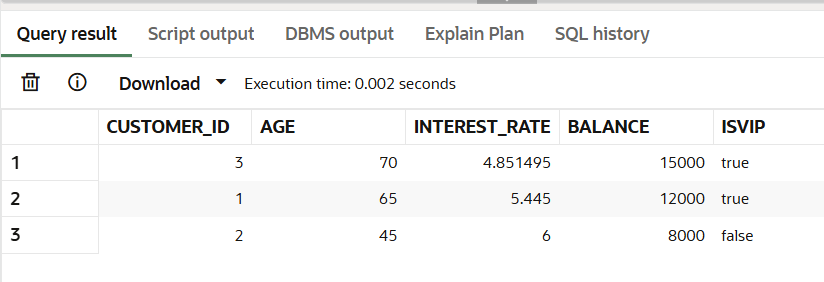 Query result Script output DBMS output Explain Plan SQL history
Download Execution time: 0.002 seconds
CUSTOMER_ID AGE INTEREST_RATE BALANCE ISVIP
1 3 70 4.851495 15000 true
2 1 65 5.445 12000 true
3 2 45 6 8000 false